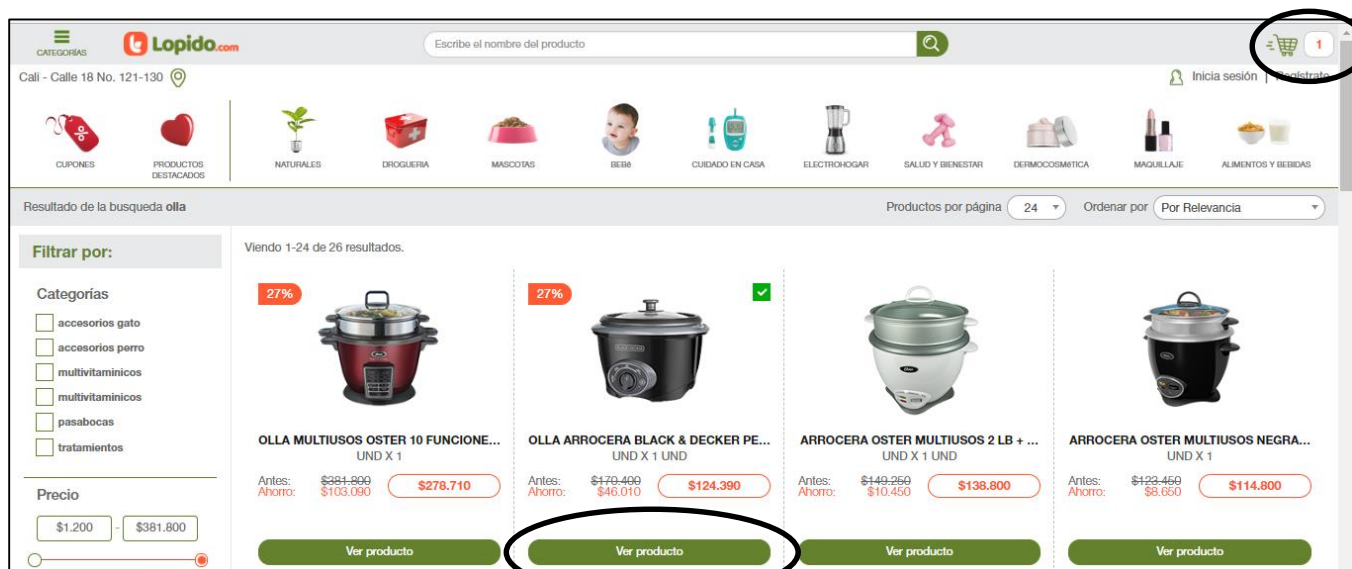 CATEGORÍAS
Lopido.com
Escribe el nombre del producto
1
Cali - Calle 18 No. 121-130
Inicia sesión | Regístrate
CUPONES
PRODUCTOS
DESTACADOS
NATURALES
DROGUERIA
MASCOTAS
BEBé
CUIDADO EN CASA
ELECTROHOGAR
SALUD Y BIENESTAR
DERMOCOSMéTICA
MAQUILLAJE
ALIMENTOS Y BEBIDAS
Resultado de la busqueda olla
Productos por página 24
Ordenar por Por Relevancia
Filtrar por:
Categorías
accesorios gato
accesorios perro
multivitaminicos
multivitaminicos
pasabocas
tratamientos
Precio
$1.200 - $381.800
Viendo 1-24 de 26 resultados.
27%
OLLA MULTIUSOS OSTER 10 FUNCIONE...
UND X 1
Antes: $381.800
Ahorro: $103.090
$278.710
Ver producto
27%
OLLA ARROCERA BLACK & DECKER PE...
UND X 1 UND
Antes: $170.400
Ahorro: $46.010
$124.390
Ver producto
ARROCERA OSTER MULTIUSOS 2 LB + ...
UND X 1 UND
Antes: $149.250
Ahorro: $10.450
$138.800
Ver producto
ARROCERA OSTER MULTIUSOS NEGRA...
UND X 1
Antes: $123.450
Ahorro: $8.650
$114.800
Ver producto